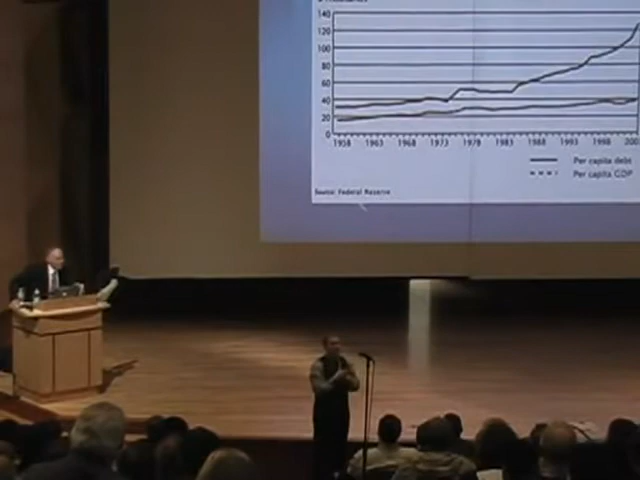 140
120
100
80
60
40
20
0
1958 1963 1968 1973 1978 1983 1988 1993 1998 200
Per capita debt
Per capita GDP
Source: Federal Reserve